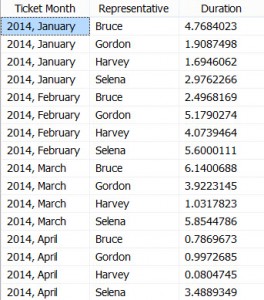 Ticket Month Representative Duration
2014, January Bruce 4.7684023
2014, January Gordon 1.9087498
2014, January Harvey 1.6946062
2014, January Selena 2.9762266
2014, February Bruce 2.4968169
2014, February Gordon 5.1790274
2014, February Harvey 4.0739464
2014, February Selena 5.6000111
2014, March Bruce 6.1400688
2014, March Gordon 3.9223145
2014, March Harvey 1.0317823
2014, March Selena 5.8544786
2014, April Bruce 0.7869673
2014, April Gordon 0.9972685
2014, April Harvey 0.0804745
2014, April Selena 3.4889349